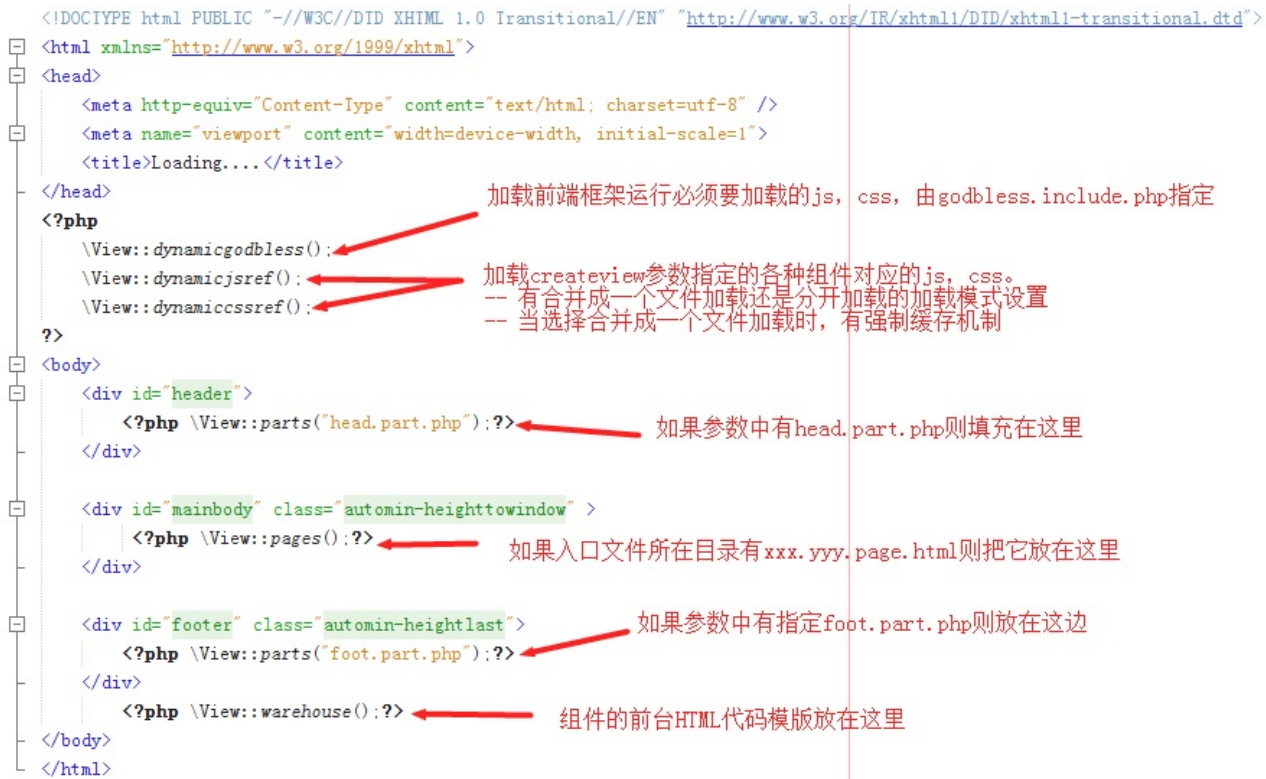 <!DOCTYPE html PUBLIC "-//W3C//DTD XHTML 1.0 Transitional//EN" "http://www.w3.org/TR/xhtml1/DTD/xhtml1-transitional.dtd">
<html xmlns="http://www.w3.org/1999/xhtml">
<head>
<meta http-equiv="Content-Type" content="text/html; charset=utf-8" />
<meta name="viewport" content="width=device-width, initial-scale=1">
<title>Loading....</title>
</head>
加载前端框架运行必须要加载的js, css, 由godbless.include.php指定
<?php
\View::dynamicgodbless();
\View::dynamicjsref();
加载createview参数指定的各种组件对应的js, css。
-- 有合并成一个文件加载还是分开加载的加载模式设置
\View::dynamiccssref();
-- 当选择合并成一个文件加载时, 有强制缓存机制
?>
<body>
<div id="header">
<?php \View::parts("head.part.php");?> 如果参数中有head.part.php则填充在这里
</div>
<div id="mainbody" class="automin-heighttowindow" >
<?php \View::pages();?> 如果入口文件所在目录有xxx.yyy.page.html则把它放在这里
</div>
<div id="footer" class="automin-heightlast"> 如果参数中有指定foot.part.php则放在这边
<?php \View::parts("foot.part.php");?>
</div>
<?php \View::warehouse();?> 组件的前台HTML代码模版放在这里
</body>
</html>